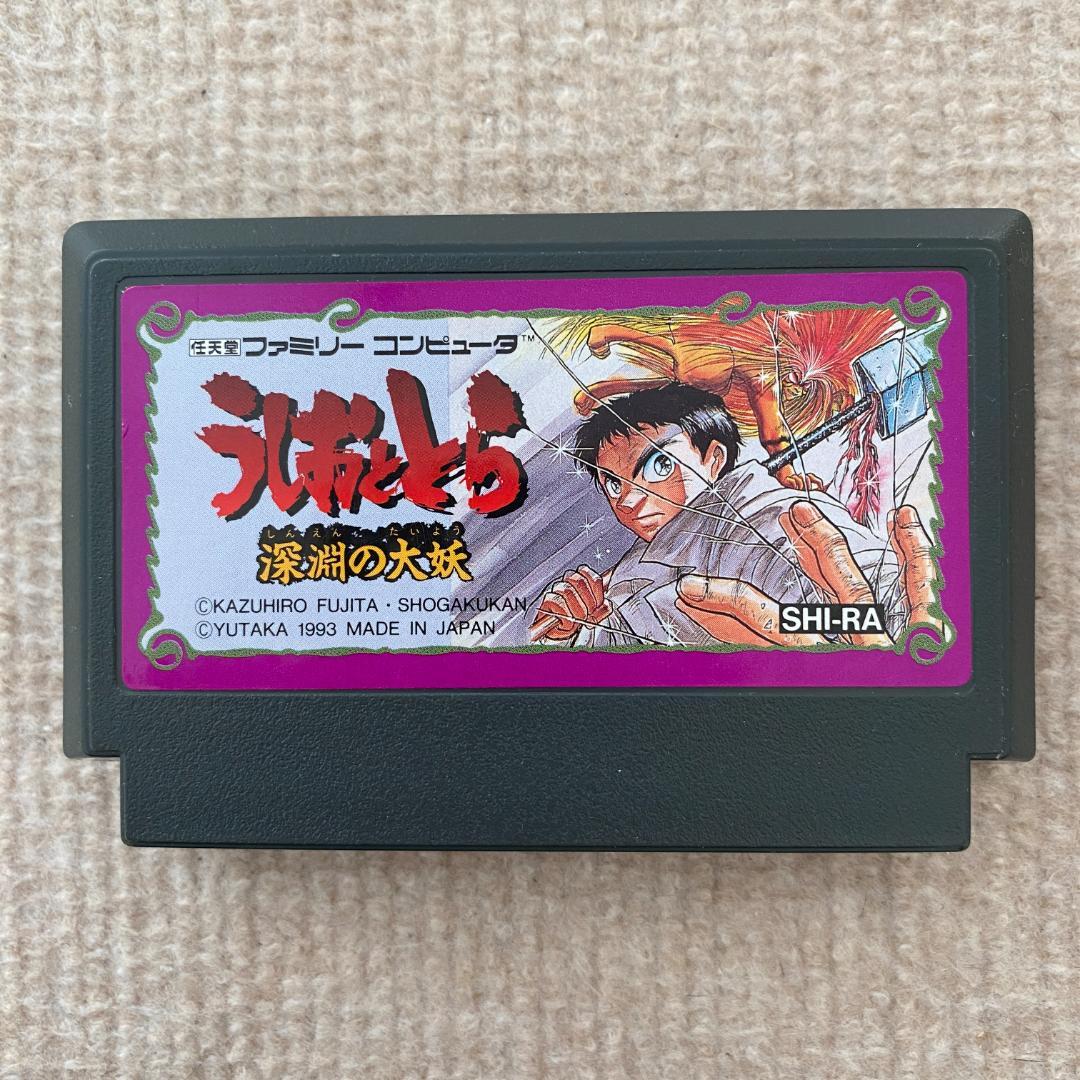 任天堂 ファミリー コンピュータ™
うしおととら
しんえん たいよう
深淵の大妖
©KAZUHIRO FUJITA・SHOGAKUKAN
©YUTAKA 1993 MADE IN JAPAN
SHI-RA